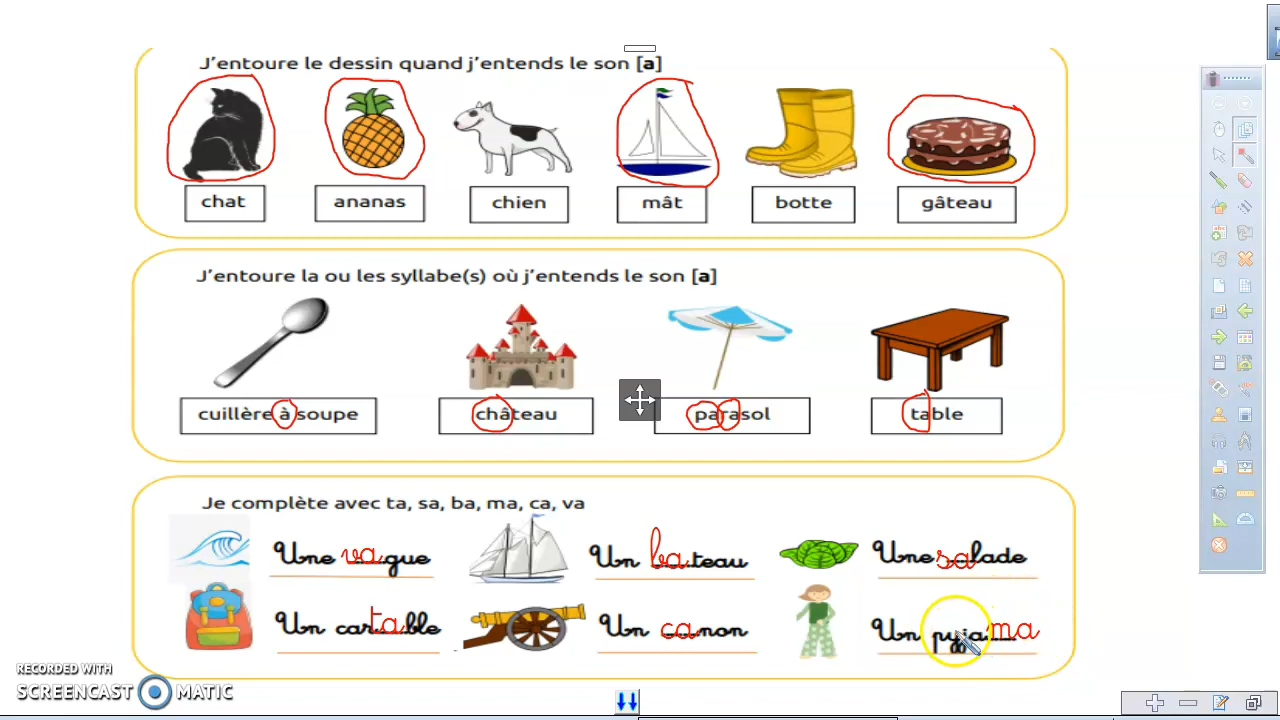 J'entoure le dessin quand j'entends le son [a]
chat ananas chien mât botte gâteau
J'entoure la ou les syllabe(s) où j'entends le son [a]
cuillère à soupe château parasol table
Je complète avec ta, sa, ba, ma, ca, va
Une vague Un bateau Une salade
Un cartable Un canon Un pyjama
RECORDED WITH
SCREENCAST MATIC